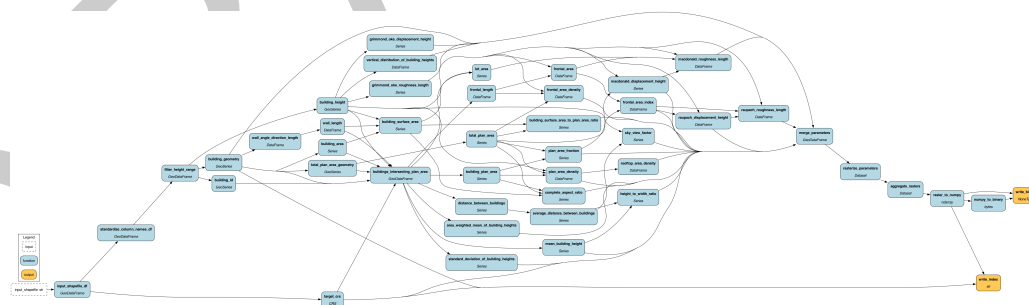 Legend
input
function
output
input_shapefile str
input_shapefile_df
GeoDataFrame
standardize_column_names_df
GeoDataFrame
filter_height_range
GeoDataFrame
building_geometry
GeoSeries
building_id
GeoSeries
target_crs
CRS
wall_angle_direction_length
DataFrame
grimmond_oke_displacement_height
Series
vertical_distribution_of_building_heights
DataFrame
grimmond_oke_roughness_length
Series
building_height
GeoSeries
wall_length
DataFrame
building_area
Series
total_plan_area_geometry
GeoSeries
building_surface_area
Series
buildings_intersecting_plan_area
GeoDataFrame
lot_area
Series
frontal_length
DataFrame
total_plan_area
Series
building_plan_area
Series
distance_between_buildings
Series
area_weighted_mean_of_building_heights
Series
standard_deviation_of_building_heights
Series
frontal_area
DataFrame
frontal_area_density
DataFrame
building_surface_area_to_plan_area_ratio
Series
plan_area_fraction
Series
plan_area_density
DataFrame
complete_aspect_ratio
Series
average_distance_between_buildings
Series
mean_building_height
Series
macdonald_displacement_height
Series
frontal_area_index
DataFrame
sky_view_factor
Series
rooftop_area_density
DataFrame
height_to_width_ratio
Series
macdonald_roughness_length
DataFrame
raupach_displacement_height
DataFrame
raupach_roughness_length
DataFrame
merge_parameters
GeoDataFrame
rasterize_parameters
Dataset
aggregate_rasters
Dataset
raster_to_numpy
ndarray
numpy_to_binary
bytes
write_index
str